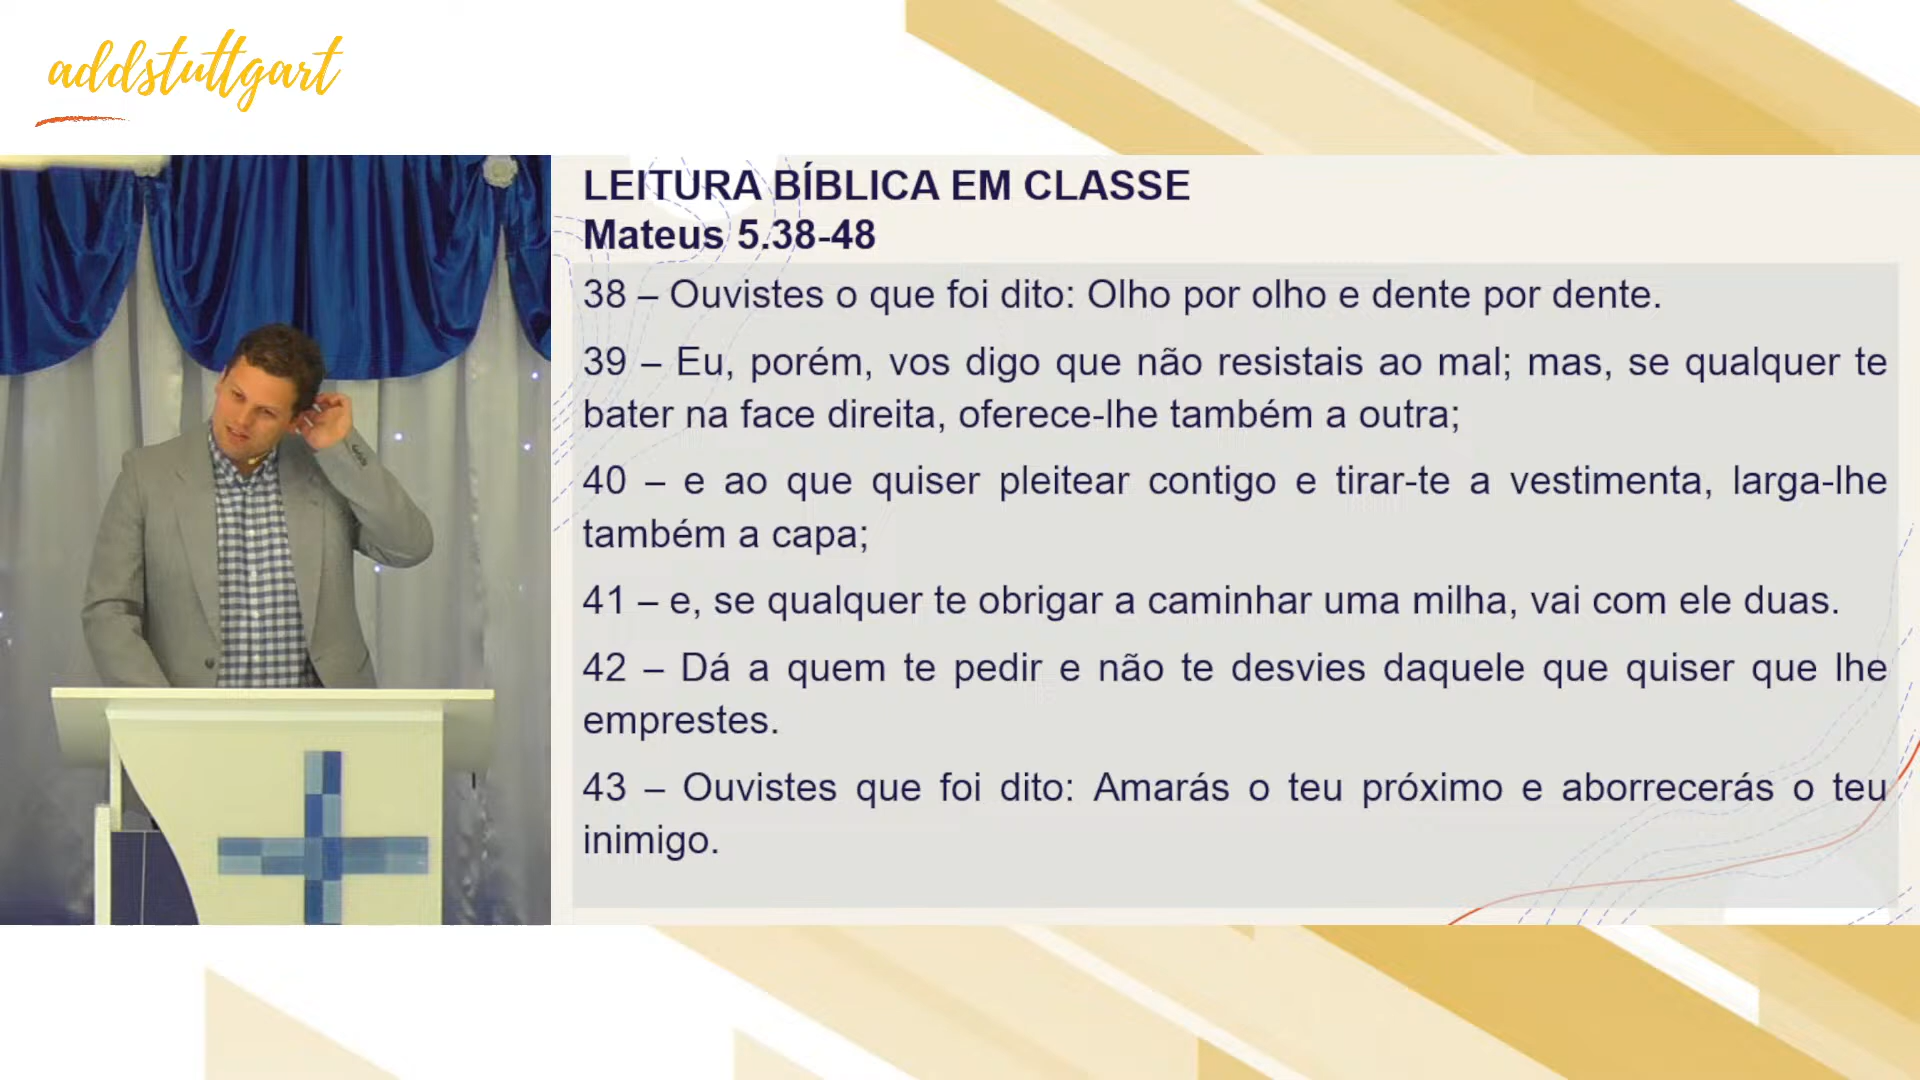 addstuttgart
LEITURA BÍBLICA EM CLASSE
Mateus 5.38-48
38 – Ouvistes o que foi dito: Olho por olho e dente por dente.
39 – Eu, porém, vos digo que não resistais ao mal; mas, se qualquer te
bater na face direita, oferece-lhe também a outra;
40 – e ao que quiser pleitear contigo e tirar-te a vestimenta, larga-lhe
também a capa;
41 – e, se qualquer te obrigar a caminhar uma milha, vai com ele duas.
42 – Dá a quem te pedir e não te desvies daquele que quiser que lhe
emprestes.
43 – Ouvistes que foi dito: Amarás o teu próximo e aborrecerás o teu
inimigo.